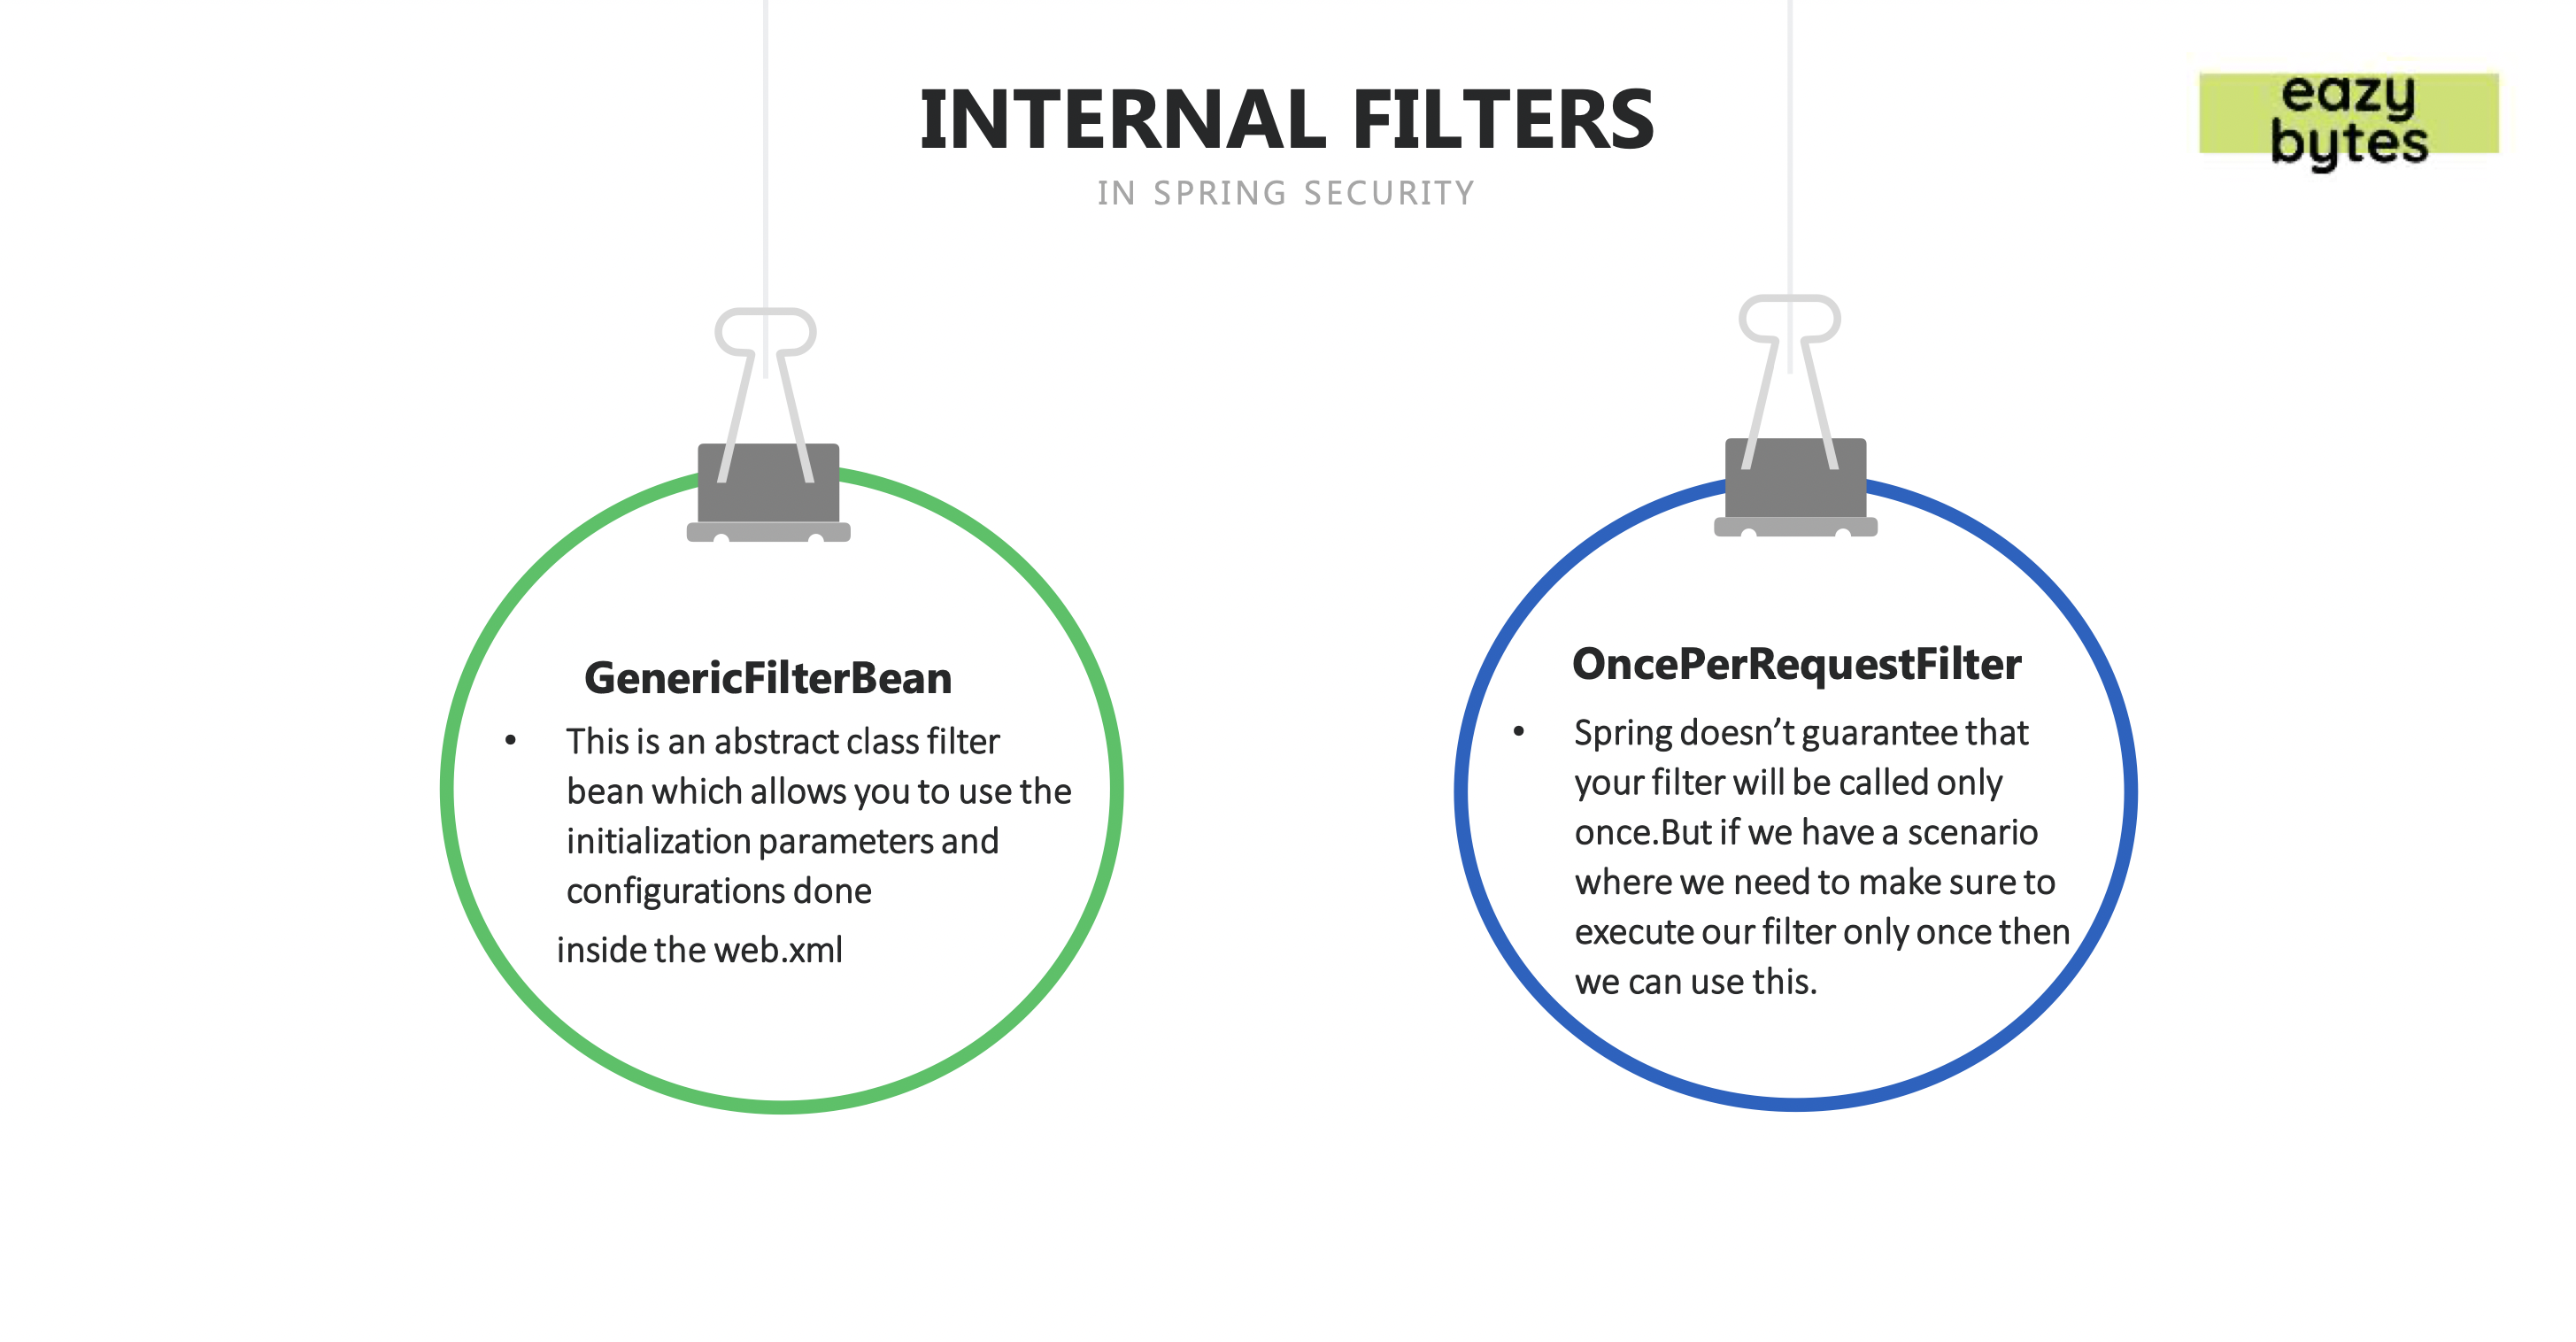 INTERNAL FILTERS
IN SPRING SECURITY
eazy
bytes
GenericFilterBean
• This is an abstract class filter
bean which allows you to use the
initialization parameters and
configurations done
inside the web.xml
OncePerRequestFilter
• Spring doesn’t guarantee that
your filter will be called only
once.But if we have a scenario
where we need to make sure to
execute our filter only once then
we can use this.